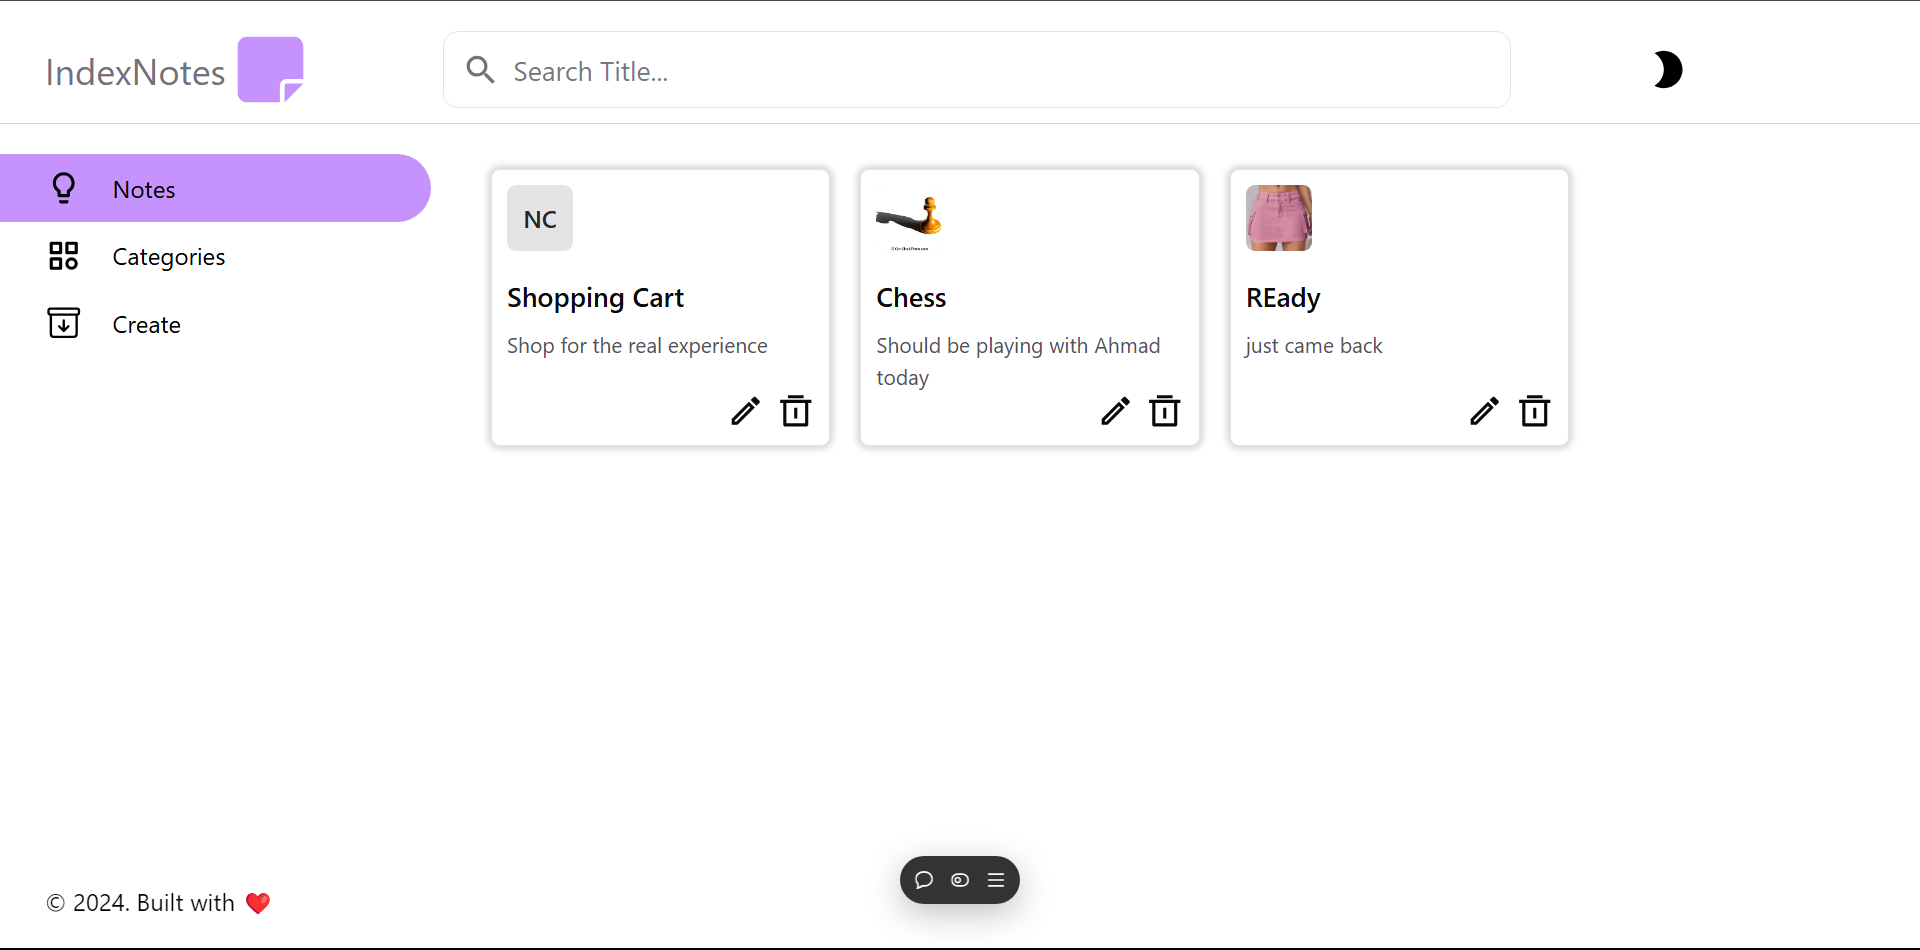 IndexNotes
Search Title...
Notes
Categories
Create
NC
Shopping Cart
Shop for the real experience
Chess
Should be playing with Ahmad
today
REady
just came back
© 2024. Built with ❤️